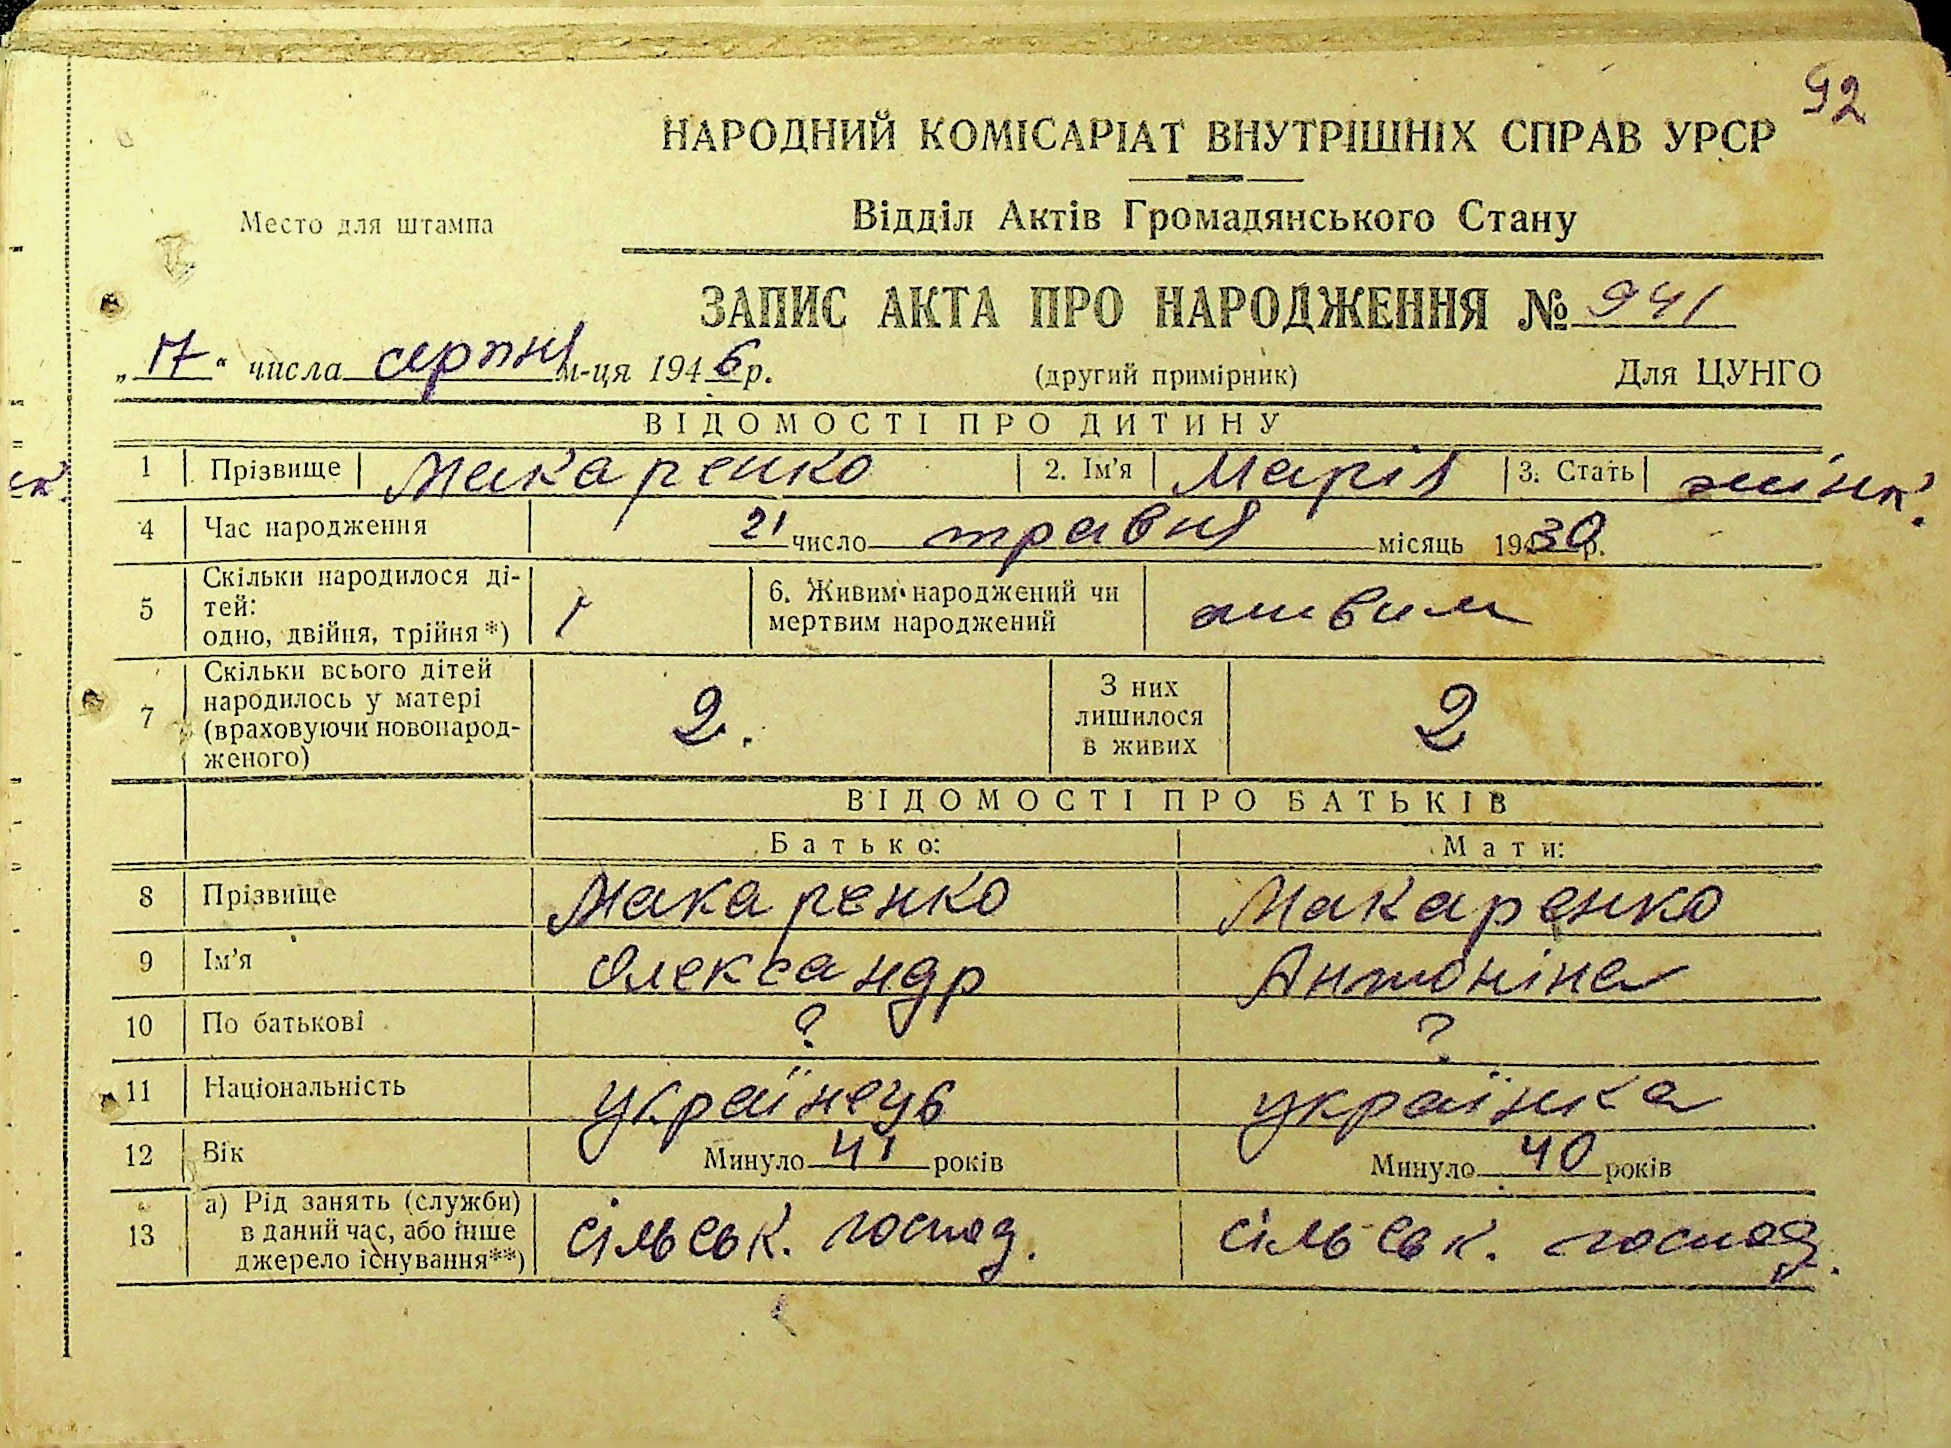 92
НАРОДНИЙ КОМІСАРІАТ ВНУТРІШНІХ СПРАВ УРСР
Место для штампа
Відділ Актів Громадянського Стану
ЗАПИС АКТА ПРО НАРОДЖЕННЯ № 941
„17“ числа серпня м-ця 1946 р. (другий примірник) Для ЦУНГО
ВІДОМОСТІ ПРО ДИТИНУ
1 Прізвище Макаренко 2. Ім'я Марія 3. Стать жінк.
4 Час народження 21 число травня місяць 1930 р.
5 Скільки народилося ді-
тей:
одно, двійня, трійня*) 1 6. Живим народжений чи
мертвим народжений живим
7 Скільки всього дітей
народилось у матері
(враховуючи новонарод-
женого) 2. З них
лишилося
в живих 2
ВІДОМОСТІ ПРО БАТЬКІВ
Батько: Мати:
8 Прізвище Макаренко Макаренко
9 Ім'я Олександр Антоніна
10 По батькові ? ?
11 Національність українець українка
12 Вік Минуло 41 років Минуло 40 років
13 а) Рід занять (служби)
в даний час, або інше
джерело існування**) сільськ. господ. сільськ. господ.